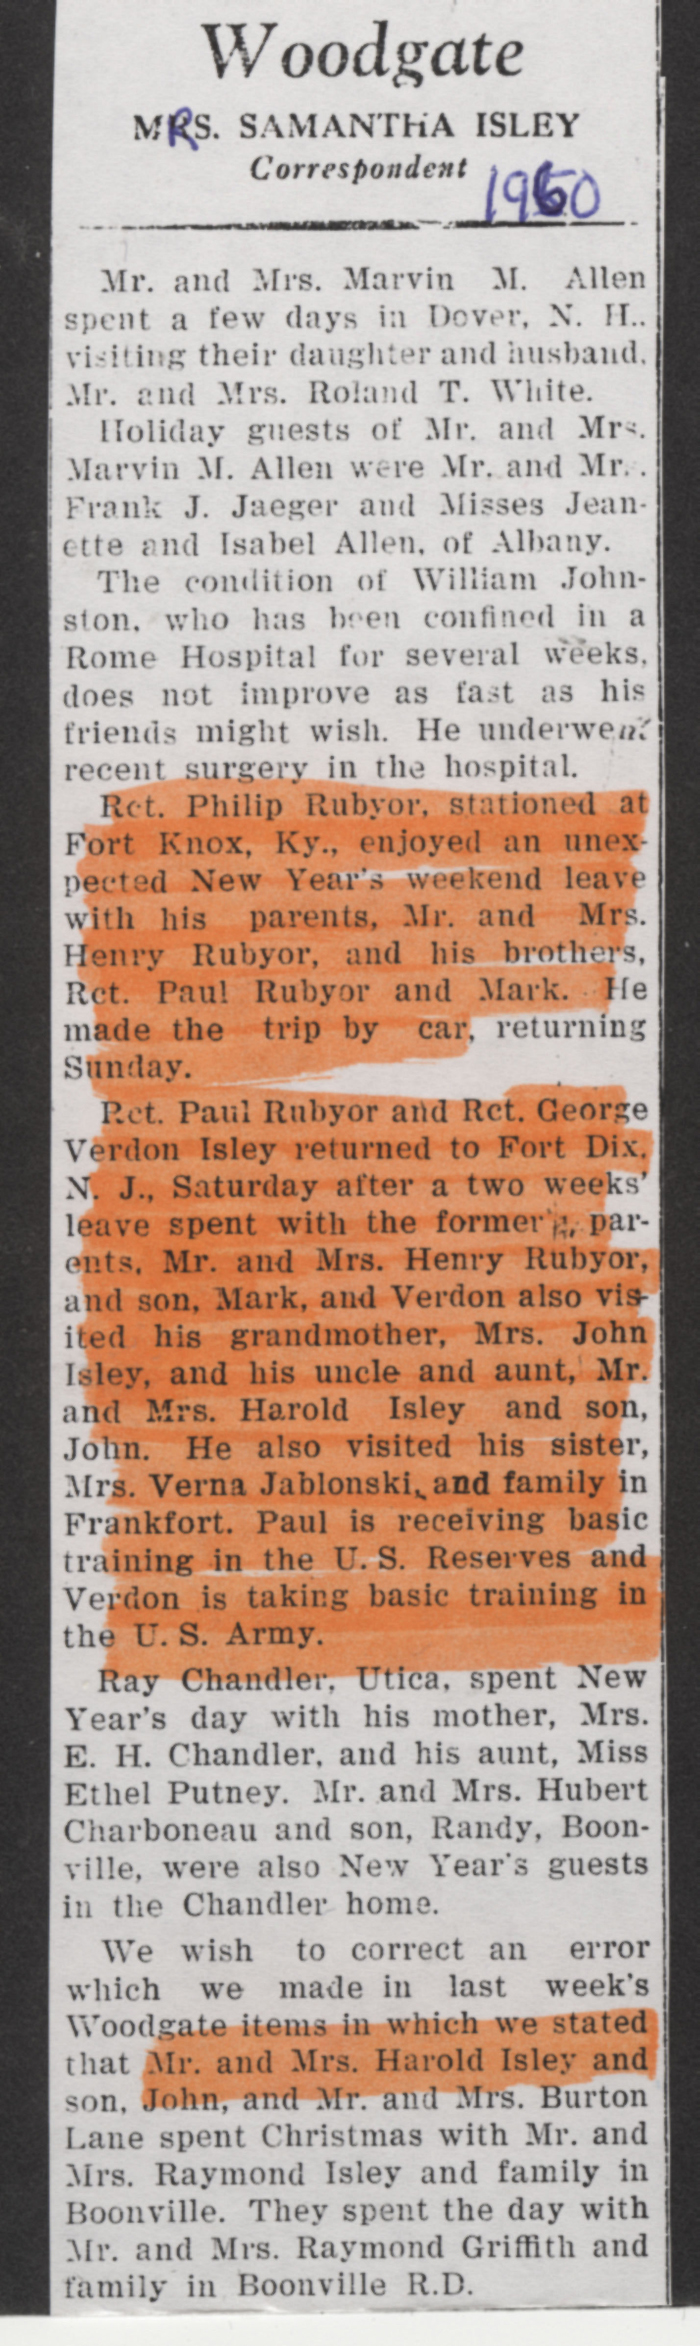 Woodgate
MRS. SAMANTHA ISLEY
Correspondent
1960
Mr. and Mrs. Marvin M. Allen
spent a few days in Dover, N. H.,
visiting their daughter and husband,
Mr. and Mrs. Roland T. White.
Holiday guests of Mr. and Mrs.
Marvin M. Allen were Mr. and Mr..
Frank J. Jaeger and Misses Jean-
ette and Isabel Allen, of Albany.
The condition of William John-
ston, who has been confined in a
Rome Hospital for several weeks,
does not improve as fast as his
friends might wish. He underwent
recent surgery in the hospital.
Rct. Philip Rubyor, stationed at
Fort Knox, Ky., enjoyed an unex-
pected New Year's weekend leave
with his parents, Mr. and Mrs.
Henry Rubyor, and his brothers,
Rct. Paul Rubyor and Mark. He
made the trip by car, returning
Sunday.
Rct. Paul Rubyor and Rct. George
Verdon Isley returned to Fort Dix,
N. J., Saturday after a two weeks'
leave spent with the former's par-
ents, Mr. and Mrs. Henry Rubyor,
and son, Mark, and Verdon also vis-
ited his grandmother, Mrs. John
Isley, and his uncle and aunt, Mr.
and Mrs. Harold Isley and son,
John. He also visited his sister,
Mrs. Verna Jablonski, and family in
Frankfort. Paul is receiving basic
training in the U. S. Reserves and
Verdon is taking basic training in
the U. S. Army.
Ray Chandler, Utica, spent New
Year's day with his mother, Mrs.
E. H. Chandler, and his aunt, Miss
Ethel Putney. Mr. and Mrs. Hubert
Charboneau and son, Randy, Boon-
ville, were also New Year's guests
in the Chandler home.
We wish to correct an error
which we made in last week's
Woodgate items in which we stated
that Mr. and Mrs. Harold Isley and
son, John, and Mr. and Mrs. Burton
Lane spent Christmas with Mr. and
Mrs. Raymond Isley and family in
Boonville. They spent the day with
Mr. and Mrs. Raymond Griffith and
family in Boonville R.D.